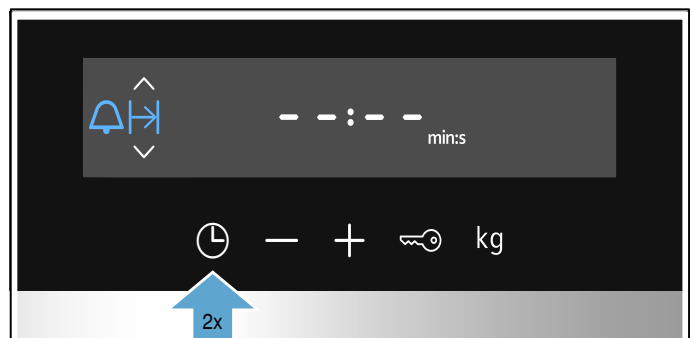 – –:– –
min:s
kg
2x